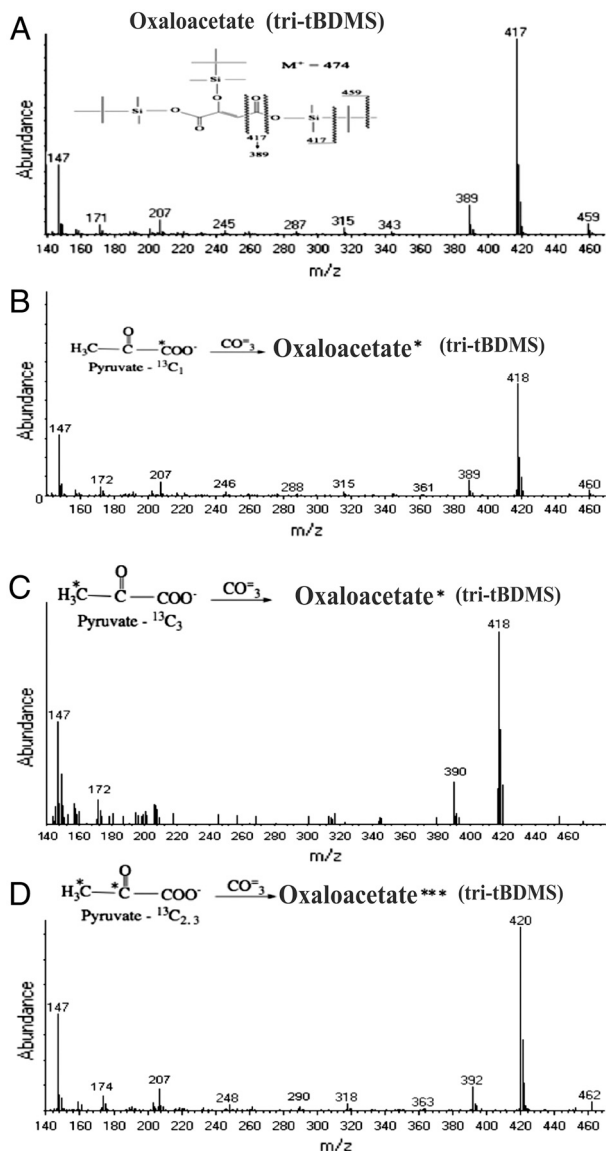 A
Oxaloacetate (tri-tBDMS)
M⁺ = 474
Si
O
Si O O O Si
O
459
417
389
417
Abundance
147
171
207
245
287
315
343
389
417
459
140 160 180 200 220 240 260 280 300 320 340 360 380 400 420 440 460
m/z
B
O
H₃C C *COO⁻ CO⁼₃ Oxaloacetate* (tri-tBDMS)
Pyruvate - ¹³C₁
Abundance
147
172
207
246
288
315
361
389
418
460
0
140 160 180 200 220 240 260 280 300 320 340 360 380 400 420 440 460
m/z
C
O
H₃*C C COO⁻ CO⁼₃ Oxaloacetate* (tri-tBDMS)
Pyruvate - ¹³C₃
Abundance
147
172
390
418
140 160 180 200 220 240 260 280 300 320 340 360 380 400 420 440 460
m/z
D
O
H₃*C *C COO⁻ CO⁼₃ Oxaloacetate*** (tri-tBDMS)
Pyruvate - ¹³C₂,₃
Abundance
147
174
207
248
290
318
363
392
420
462
140 160 180 200 220 240 260 280 300 320 340 360 380 400 420 440 460
m/z